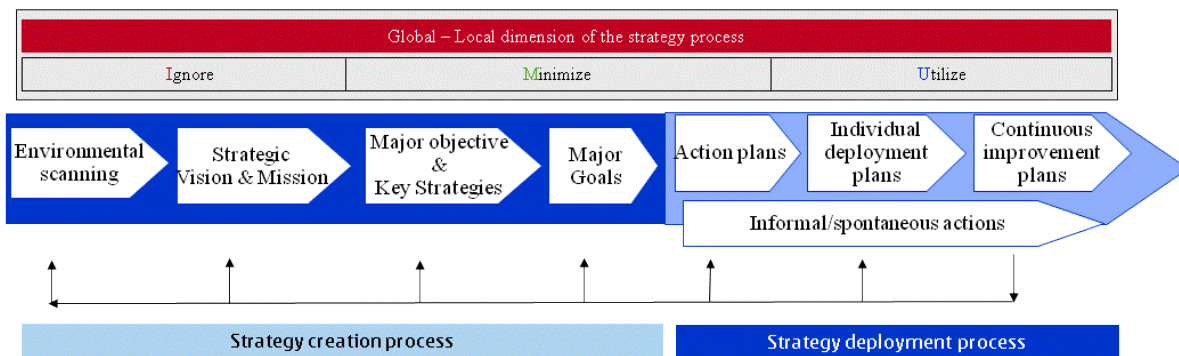 Global – Local dimension of the strategy process
Ignore
Minimize
Utilize
Environmental
scanning
Strategic
Vision & Mission
Major objective
&
Key Strategies
Major
Goals
Action plans
Individual
deployment
plans
Continuous
improvement
plans
Informal/spontaneous actions
Strategy creation process
Strategy deployment process